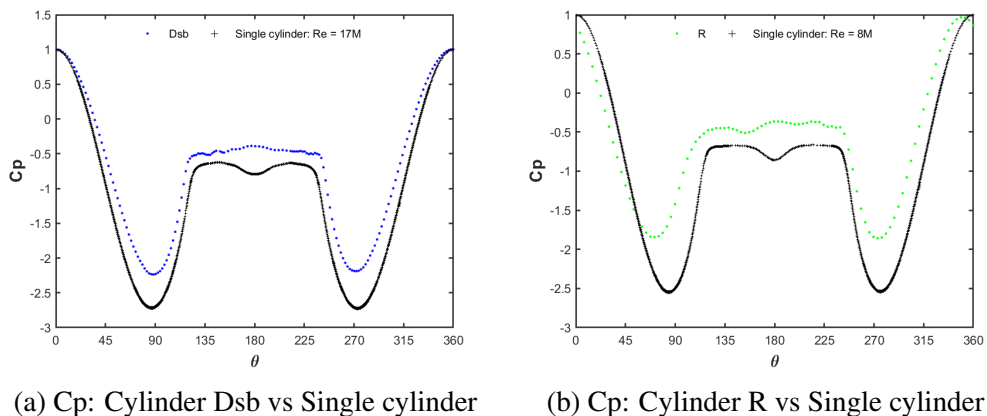 1.5
Dsb + Single cylinder: Re = 17M
1
0.5
0
-0.5
-1
-1.5
-2
-2.5
-3
Cp
0 45 90 135 180 225 270 315 360
θ
(a) Cp: Cylinder Dsb vs Single cylinder
1
R + Single cylinder: Re = 8M
0.5
0
-0.5
-1
-1.5
-2
-2.5
-3
Cp
0 45 90 135 180 225 270 315 360
θ
(b) Cp: Cylinder R vs Single cylinder